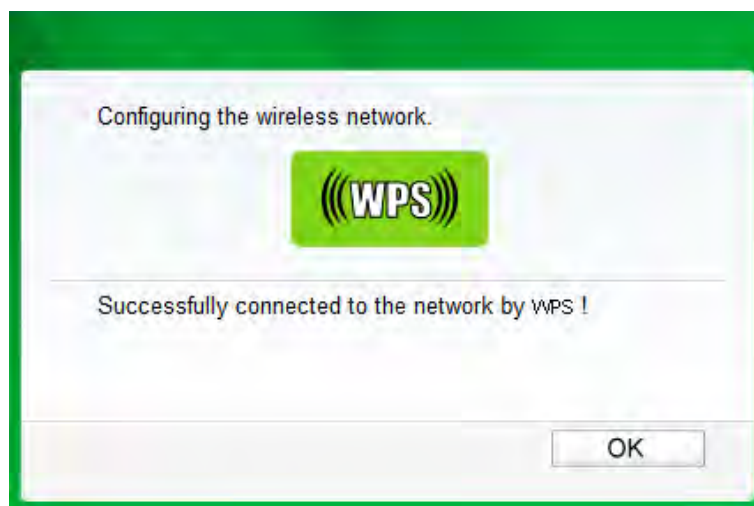 Configuring the wireless network.
(((WPS)))
Successfully connected to the network by WPS !
OK